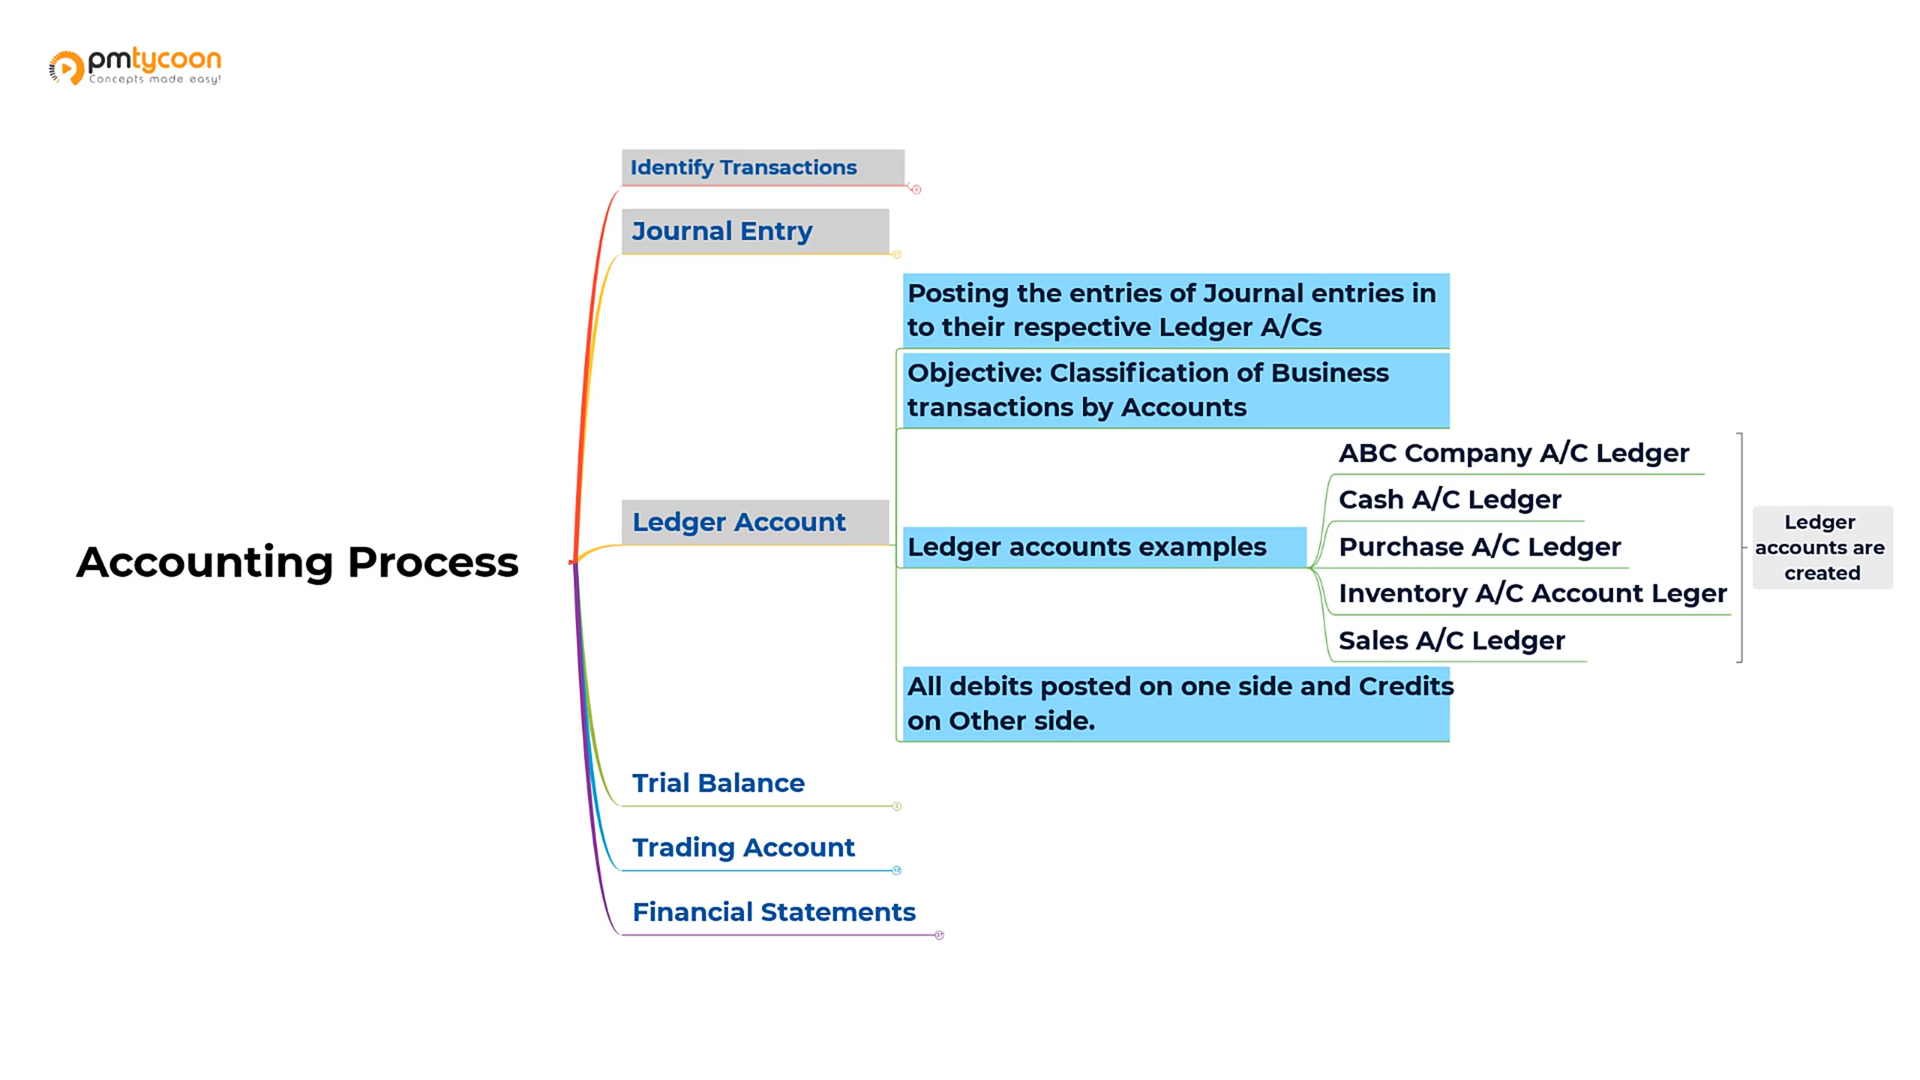 pmtycoon
Concepts made easy!
Identify Transactions
Journal Entry
Posting the entries of Journal entries in
to their respective Ledger A/Cs
Objective: Classification of Business
transactions by Accounts
ABC Company A/C Ledger
Cash A/C Ledger
Ledger Account
Ledger accounts examples
Purchase A/C Ledger
Ledger
accounts are
created
Accounting Process
Inventory A/C Account Leger
Sales A/C Ledger
All debits posted on one side and Credits
on Other side.
Trial Balance
Trading Account
Financial Statements